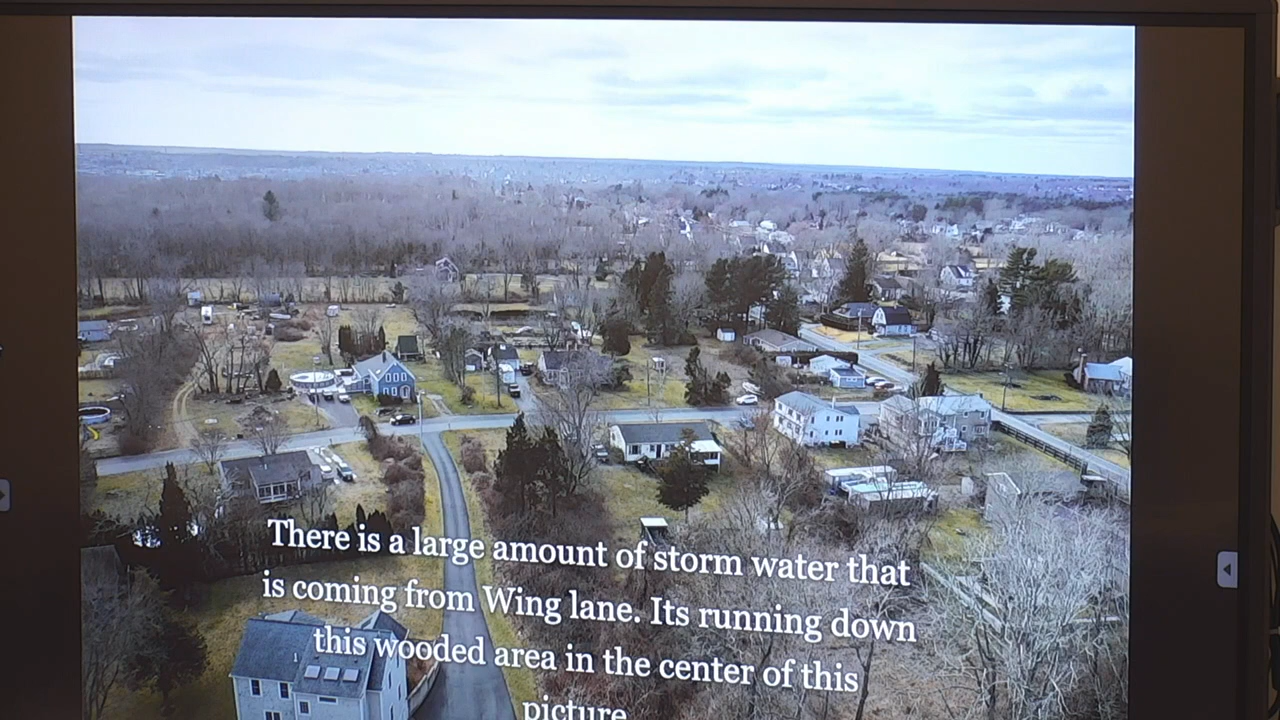 There is a large amount of storm water that
is coming from Wing lane. Its running down
this wooded area in the center of this
picture